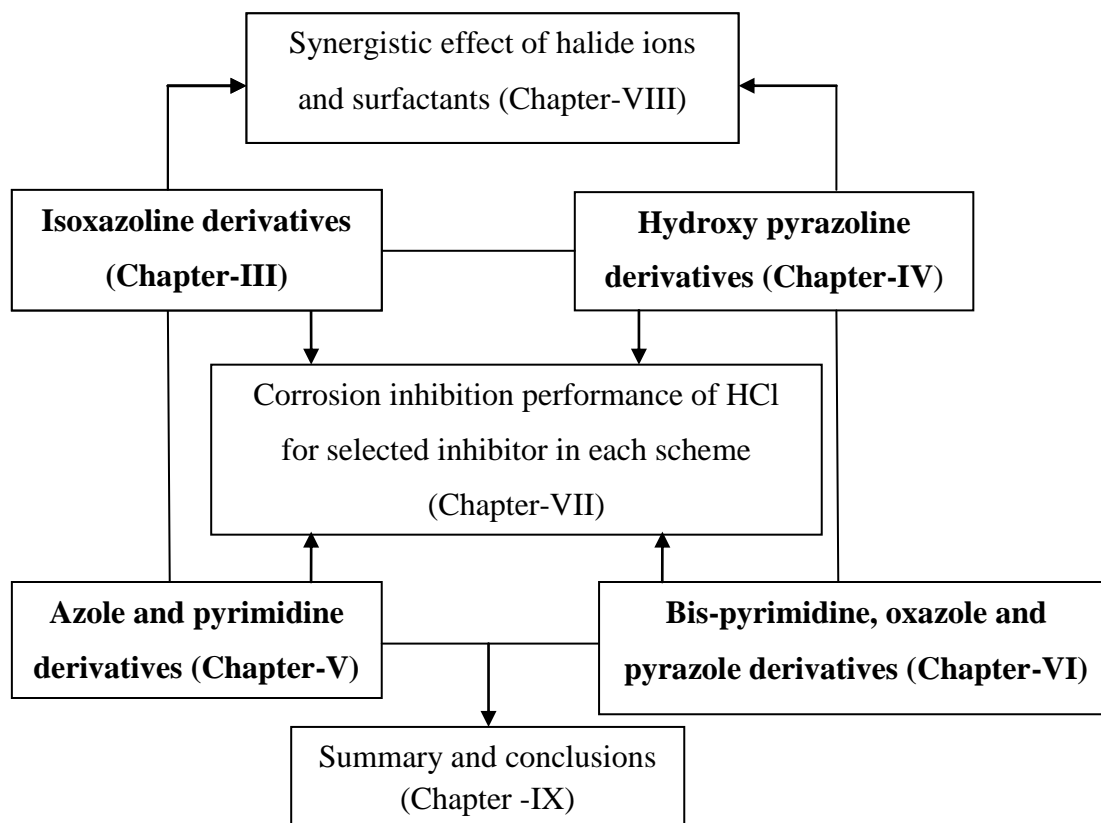 Synergistic effect of halide ions
and surfactants (Chapter-VIII)
Isoxazoline derivatives
(Chapter-III)
Hydroxy pyrazoline
derivatives (Chapter-IV)
Corrosion inhibition performance of HCl
for selected inhibitor in each scheme
(Chapter-VII)
Azole and pyrimidine
derivatives (Chapter-V)
Bis-pyrimidine, oxazole and
pyrazole derivatives (Chapter-VI)
Summary and conclusions
(Chapter -IX)